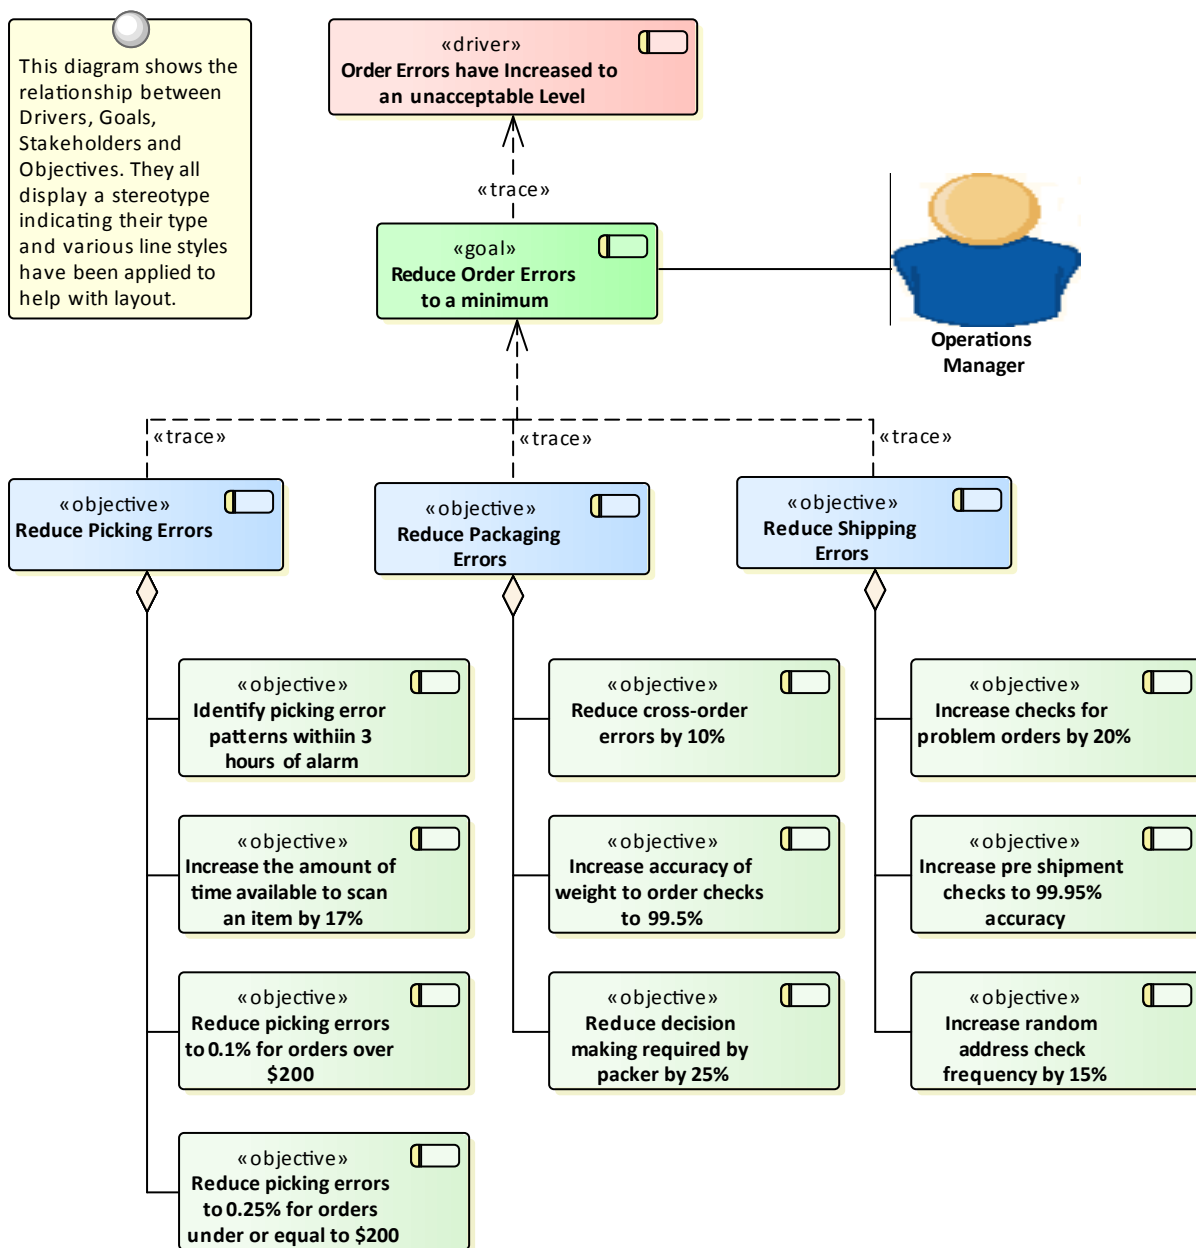 This diagram shows the
relationship between
Drivers, Goals,
Stakeholders and
Objectives. They all
display a stereotype
indicating their type
and various line styles
have been applied to
help with layout.
«driver»
Order Errors have Increased to
an unacceptable Level
«trace»
«goal»
Reduce Order Errors
to a minimum
Operations
Manager
«trace»
«trace»
«trace»
«objective»
Reduce Picking Errors
«objective»
Reduce Packaging
Errors
«objective»
Reduce Shipping
Errors
«objective»
Identify picking error
patterns withiin 3
hours of alarm
«objective»
Reduce cross-order
errors by 10%
«objective»
Increase checks for
problem orders by 20%
«objective»
Increase the amount of
time available to scan
an item by 17%
«objective»
Increase accuracy of
weight to order checks
to 99.5%
«objective»
Increase pre shipment
checks to 99.95%
accuracy
«objective»
Reduce picking errors
to 0.1% for orders over
$200
«objective»
Reduce decision
making required by
packer by 25%
«objective»
Increase random
address check
frequency by 15%
«objective»
Reduce picking errors
to 0.25% for orders
under or equal to $200